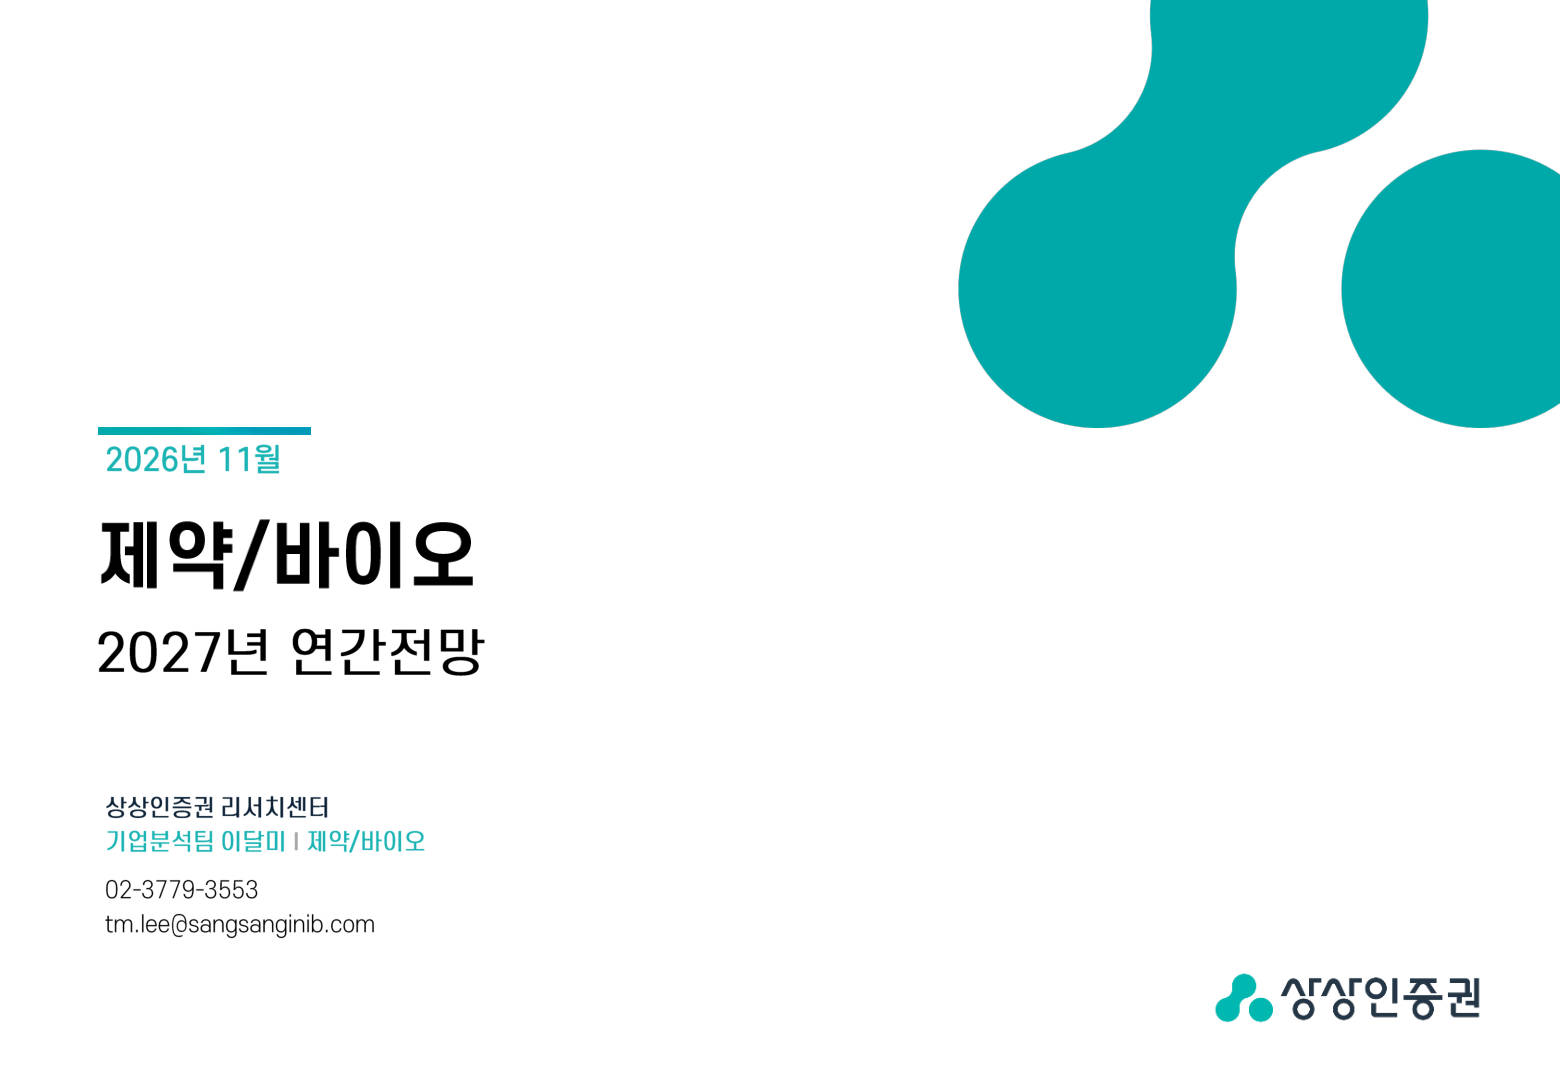 2026년 11월
제약/바이오
2027년 연간전망
상상인증권 리서치센터
기업분석팀 이달미 | 제약/바이오
02-3779-3553
tm.lee@sangsanginib.com
상상인증권